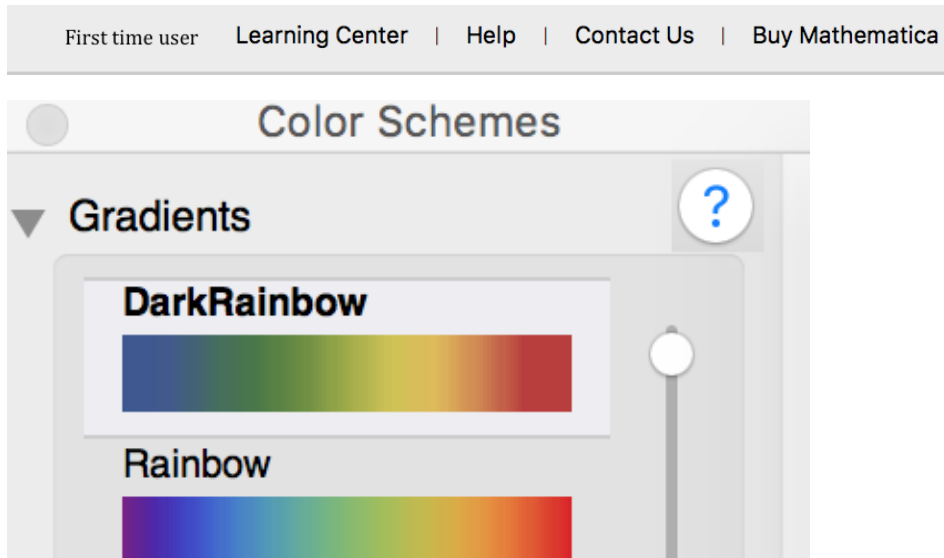 First time user Learning Center | Help | Contact Us | Buy Mathematica
Color Schemes
Gradients
?
DarkRainbow
Rainbow